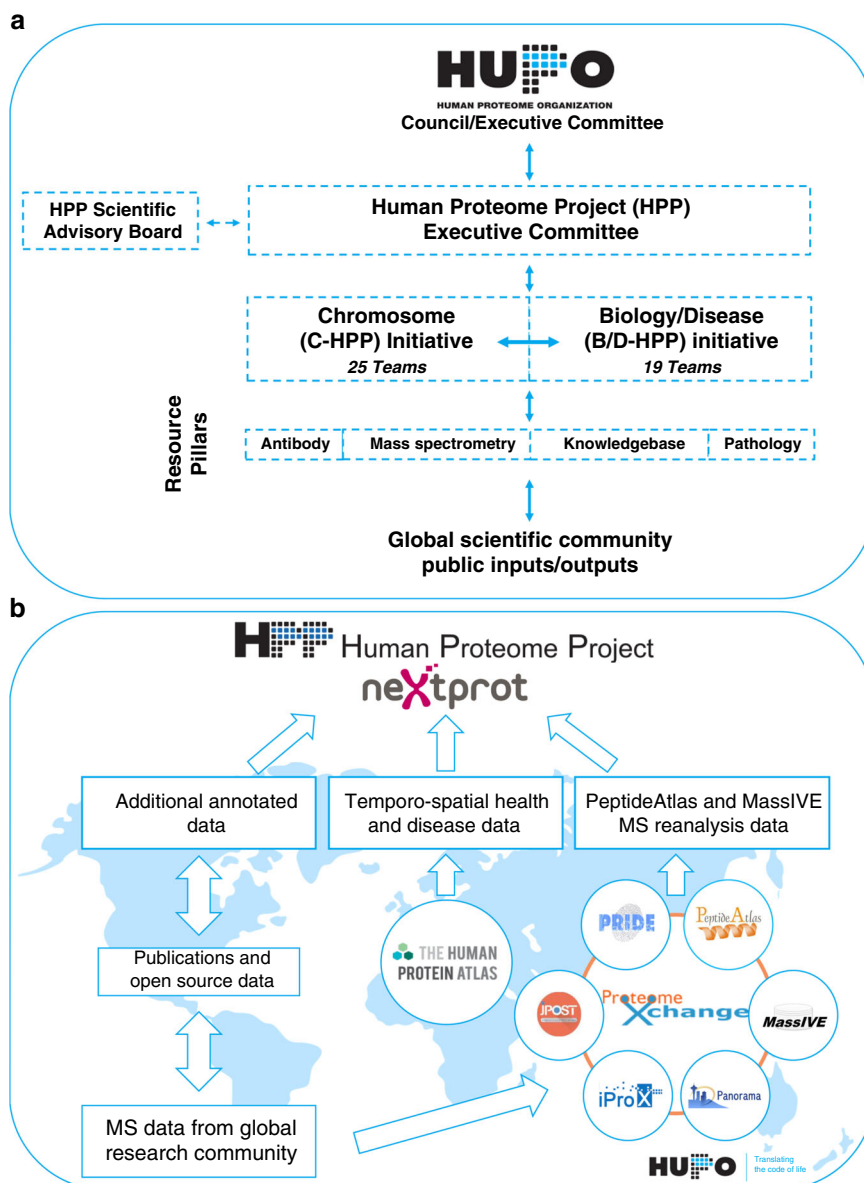 a
HUPO
HUMAN PROTEOME ORGANIZATION
Council/Executive Committee
HPP Scientific
Advisory Board
Human Proteome Project (HPP)
Executive Committee
Chromosome
(C-HPP) Initiative
25 Teams
Biology/Disease
(B/D-HPP) initiative
19 Teams
Resource
Pillars
Antibody
Mass spectrometry
Knowledgebase
Pathology
Global scientific community
public inputs/outputs
b
HPP Human Proteome Project
neXtprot
Additional annotated
data
Temporo-spatial health
and disease data
PeptideAtlas and MassIVE
MS reanalysis data
Publications and
open source data
THE HUMAN
PROTEIN ATLAS
PRIDE
PeptideAtlas
JPOST
Proteome
Xchange
MassIVE
iProX
Panorama
MS data from global
research community
HUPO
Translating
the code of life